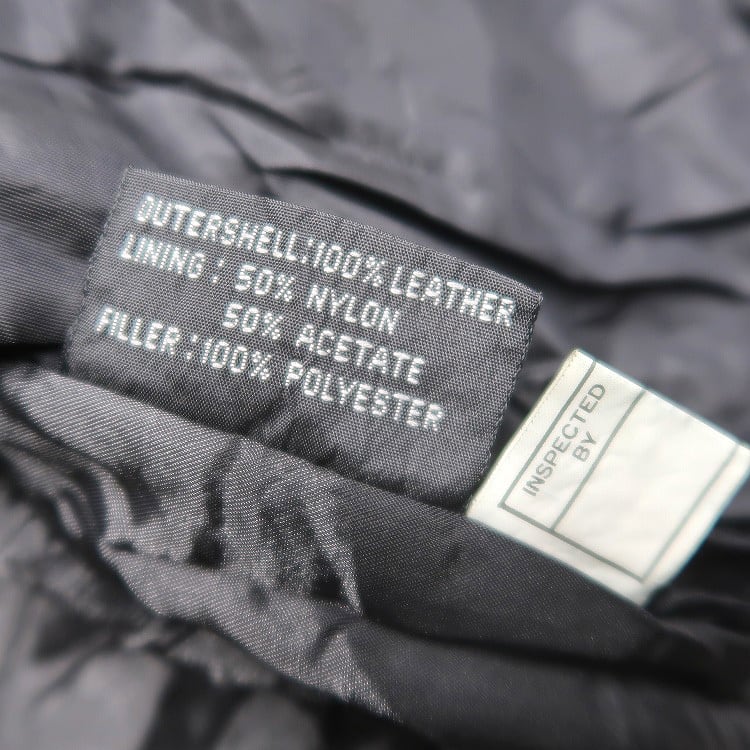 OUTERSHELL:100% LEATHER
LINING: 50% NYLON
50% ACETATE
FILLER:100% POLYESTER
INSPECTED
BY